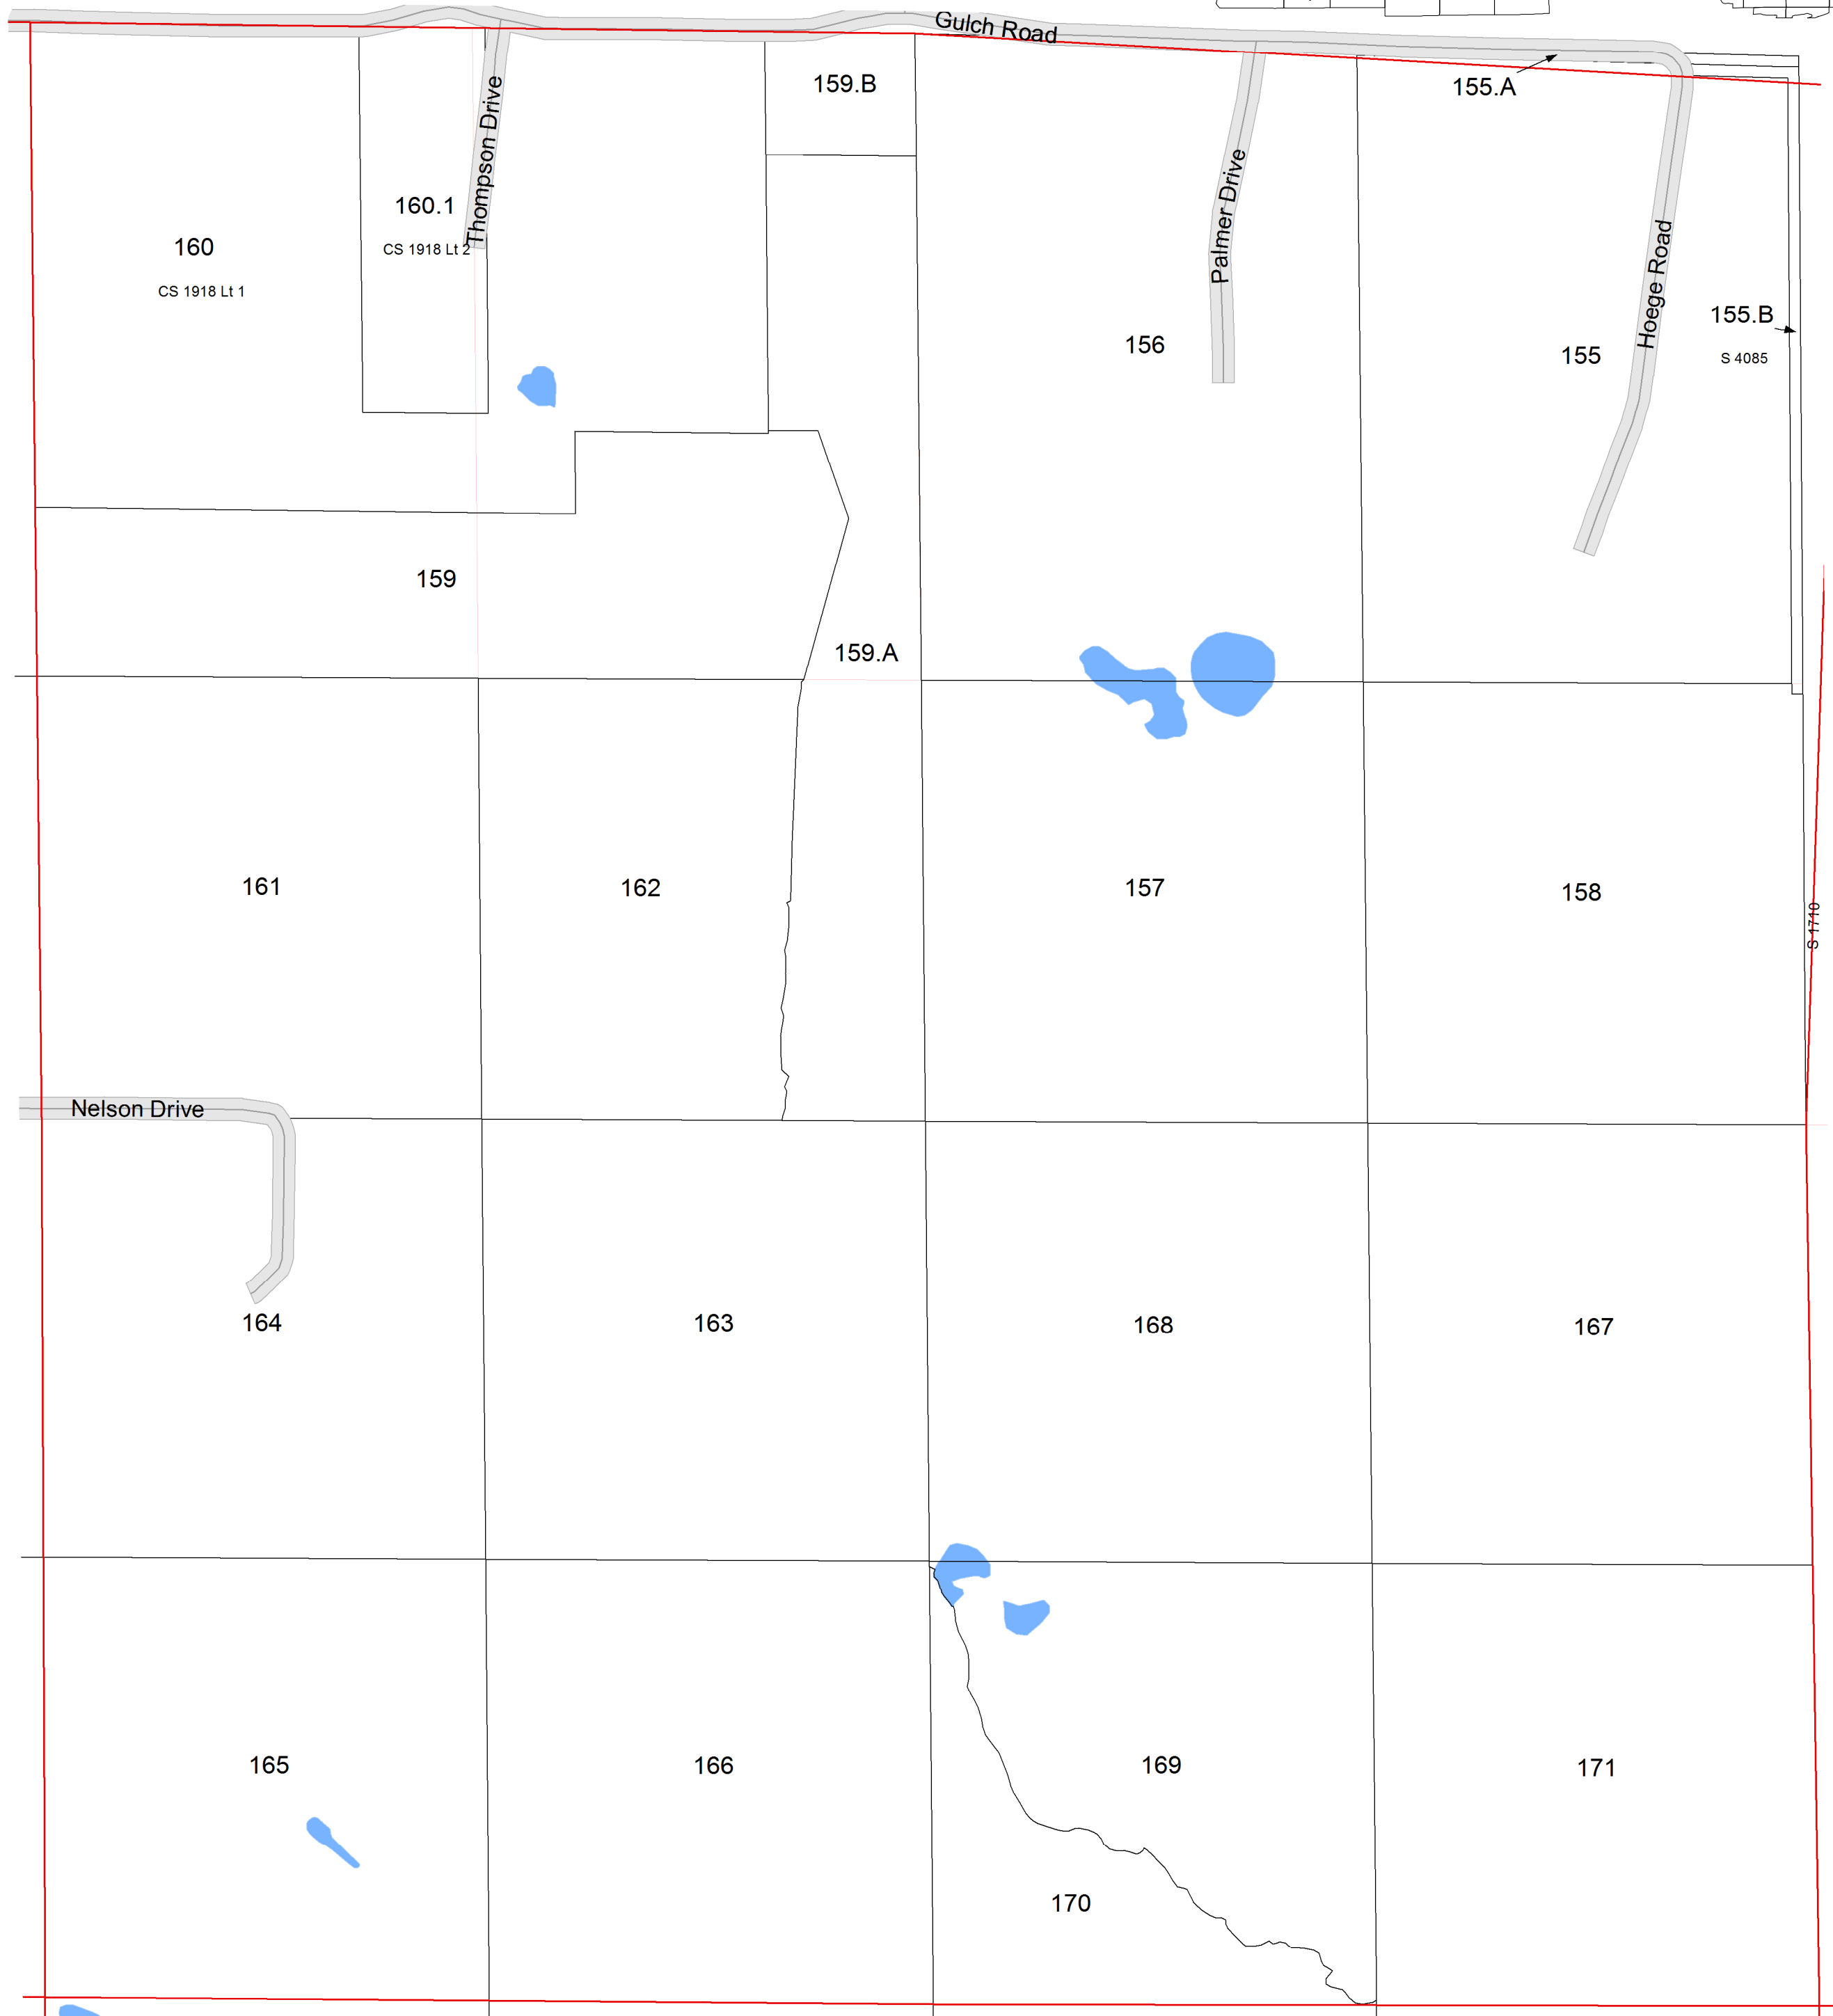 Gulch Road
159.B
155.A
Thompson Drive
160.1
CS 1918 Lt 2
160
CS 1918 Lt 1
Palmer Drive
Hoege Road
155.B
S 4085
156
155
159
159.A
161
162
157
158
S 1710
Nelson Drive
164
163
168
167
165
166
169
171
170